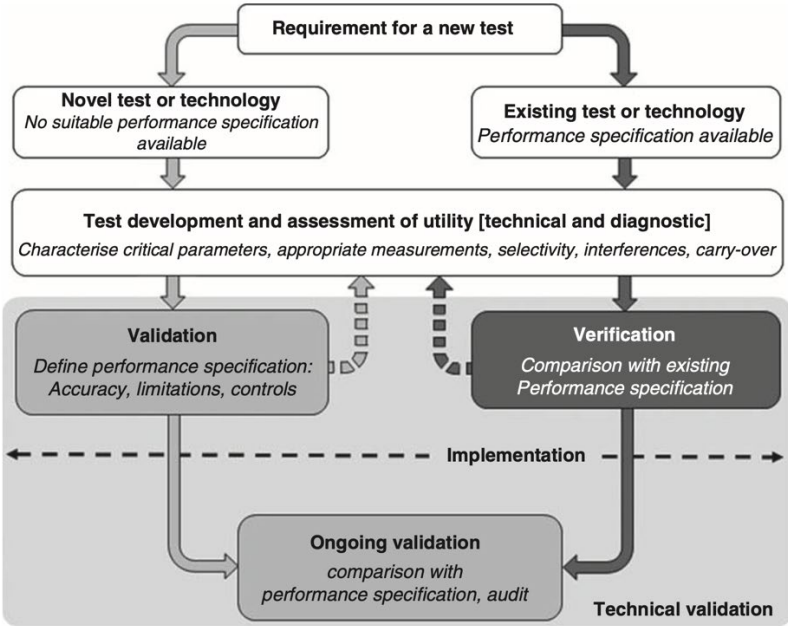 Requirement for a new test
Novel test or technology
No suitable performance specification
available
Existing test or technology
Performance specification available
Test development and assessment of utility [technical and diagnostic]
Characterise critical parameters, appropriate measurements, selectivity, interferences, carry-over
Validation
Define performance specification:
Accuracy, limitations, controls
Verification
Comparison with existing
Performance specification
Implementation
Ongoing validation
comparison with
performance specification, audit
Technical validation